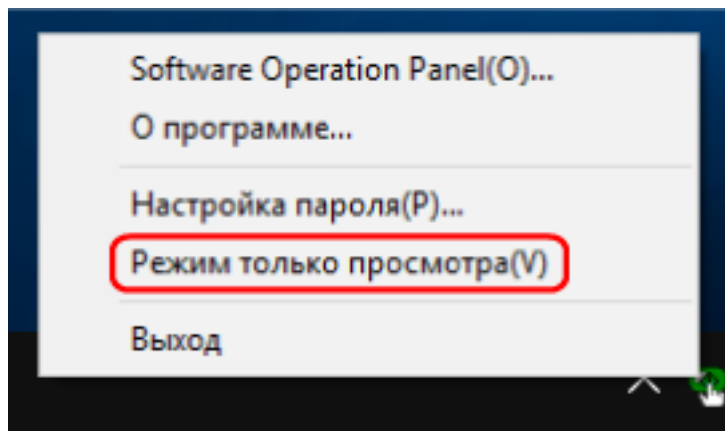 Software Operation Panel(O)...
О программе...
Настройка пароля(P)...
Режим только просмотра(V)
Выход